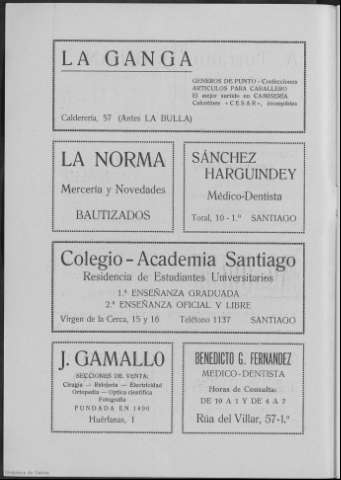 LA GANGA
GENEROS DE PUNTO - Confecciones
ARTICULOS PARA CABALLERO
El mejor surtido en CAMISERÍA
Calcetines «CESAR», irrompibles
Calderería, 57 (Antes LA BULLA)
LA NORMA
Mercería y Novedades
BAUTIZADOS
SÁNCHEZ
HARGUINDEY
Médico-Dentista
Total, 10-1.º SANTIAGO
Colegio-Academia Santiago
Residencia de Estudiantes Universitarios
1.ª ENSEÑANZA GRADUADA
2.ª ENSEÑANZA OFICIAL Y LIBRE
Virgen de la Cerca, 15 y 16 Teléfono 1137 SANTIAGO
J. GAMALLO
SECCIONES DE VENTA:
Cirugía — Relojería — Electricidad
Ortopedia — Optica científica
Fotografía
FUNDADA EN 1890
Huérfanas, 1
BENEDICTO G. FERNANDEZ
MEDICO-DENTISTA
Horas de Consulta:
DE 10 A 1 Y DE 4 A 7
Rúa del Villar, 57-1.º